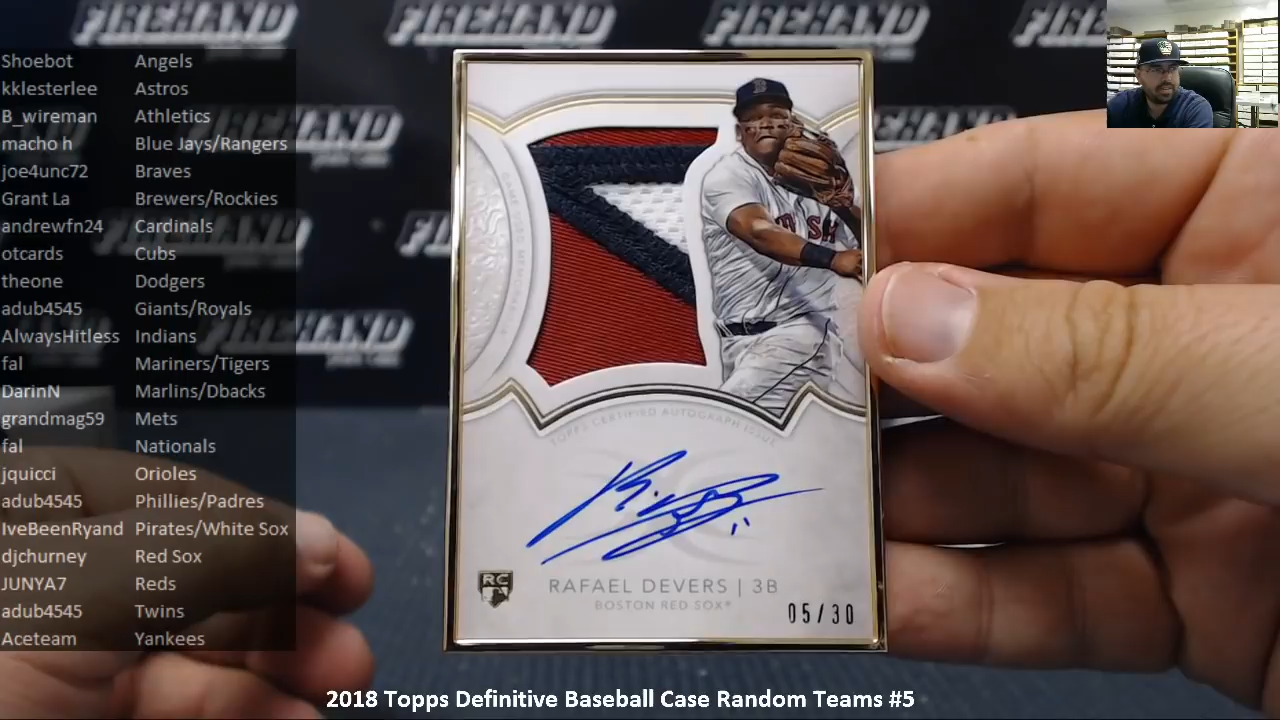 FIREHAND FIREHAND FIREHAND FIREHAND
Shoebot Angels
kklesterlee Astros
B_wireman Athletics
macho h Blue Jays/Rangers
joe4unc72 Braves
Grant La Brewers/Rockies
andrewfn24 Cardinals
otcards Cubs
theone Dodgers
adub4545 Giants/Royals
AlwaysHitless Indians
fal Mariners/Tigers
DarinN Marlins/Dbacks
grandmag59 Mets
fal Nationals
jquicci Orioles
adub4545 Phillies/Padres
IveBeenRyand Pirates/White Sox
djchurney Red Sox
JUNYA7 Reds
adub4545 Twins
Aceteam Yankees
FIREHAND
TOPPS CERTIFIED AUTOGRAPH ISSUE
RC
RAFAEL DEVERS | 3B
BOSTON RED SOX®
05/30
2018 Topps Definitive Baseball Case Random Teams #5